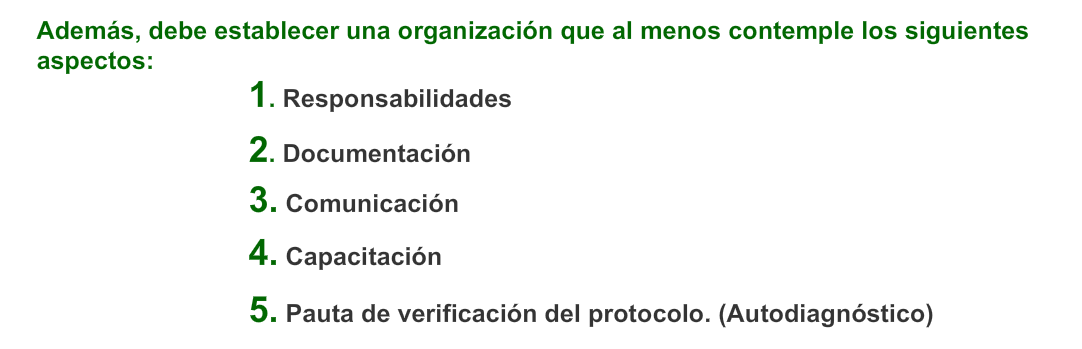 Además, debe establecer una organización que al menos contemple los siguientes
aspectos:
1. Responsabilidades
2. Documentación
3. Comunicación
4. Capacitación
5. Pauta de verificación del protocolo. (Autodiagnóstico)